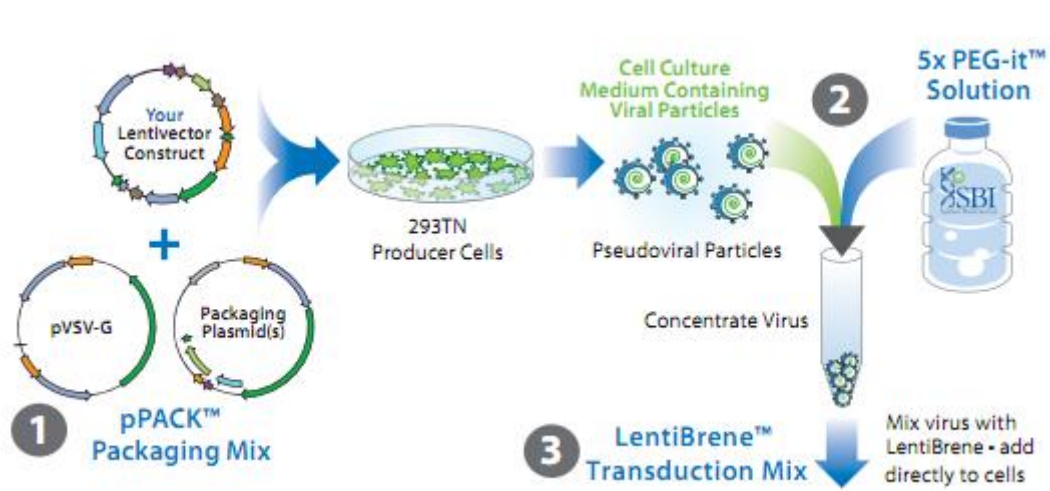 Your
Lentivector
Construct
+
pVSV-G
Packaging
Plasmid(s)
1
pPACK™
Packaging Mix
293TN
Producer Cells
Cell Culture
Medium Containing
Viral Particles
Pseudoviral Particles
2
5x PEG-it™
Solution
SBI
Concentrate Virus
3
LentiBrene™
Transduction Mix
Mix virus with
LentiBrene - add
directly to cells